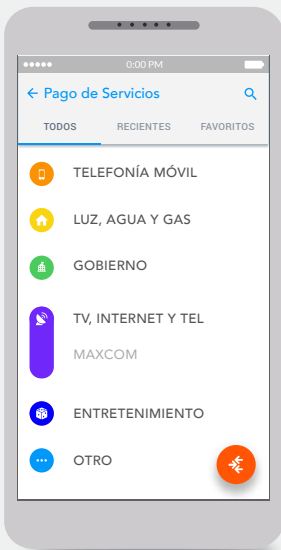 0:00 PM
Pago de Servicios
TODOS RECIENTES FAVORITOS
TELEFONÍA MÓVIL
LUZ, AGUA Y GAS
GOBIERNO
TV, INTERNET Y TEL
MAXCOM
ENTRETENIMIENTO
OTRO